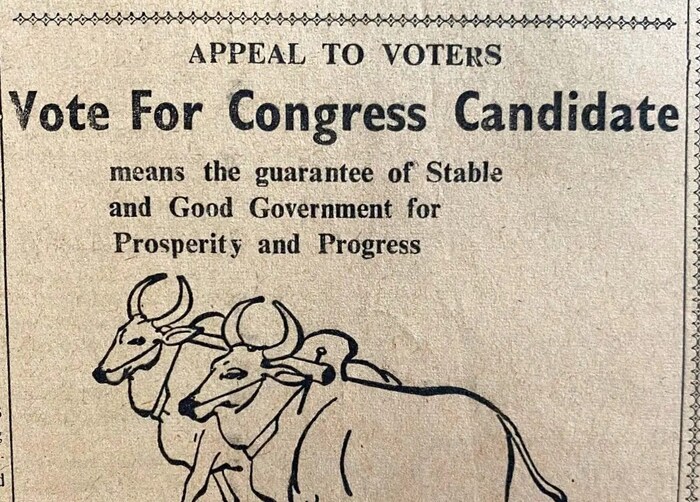 APPEAL TO VOTERS
Vote For Congress Candidate
means the guarantee of Stable
and Good Government for
Prosperity and Progress